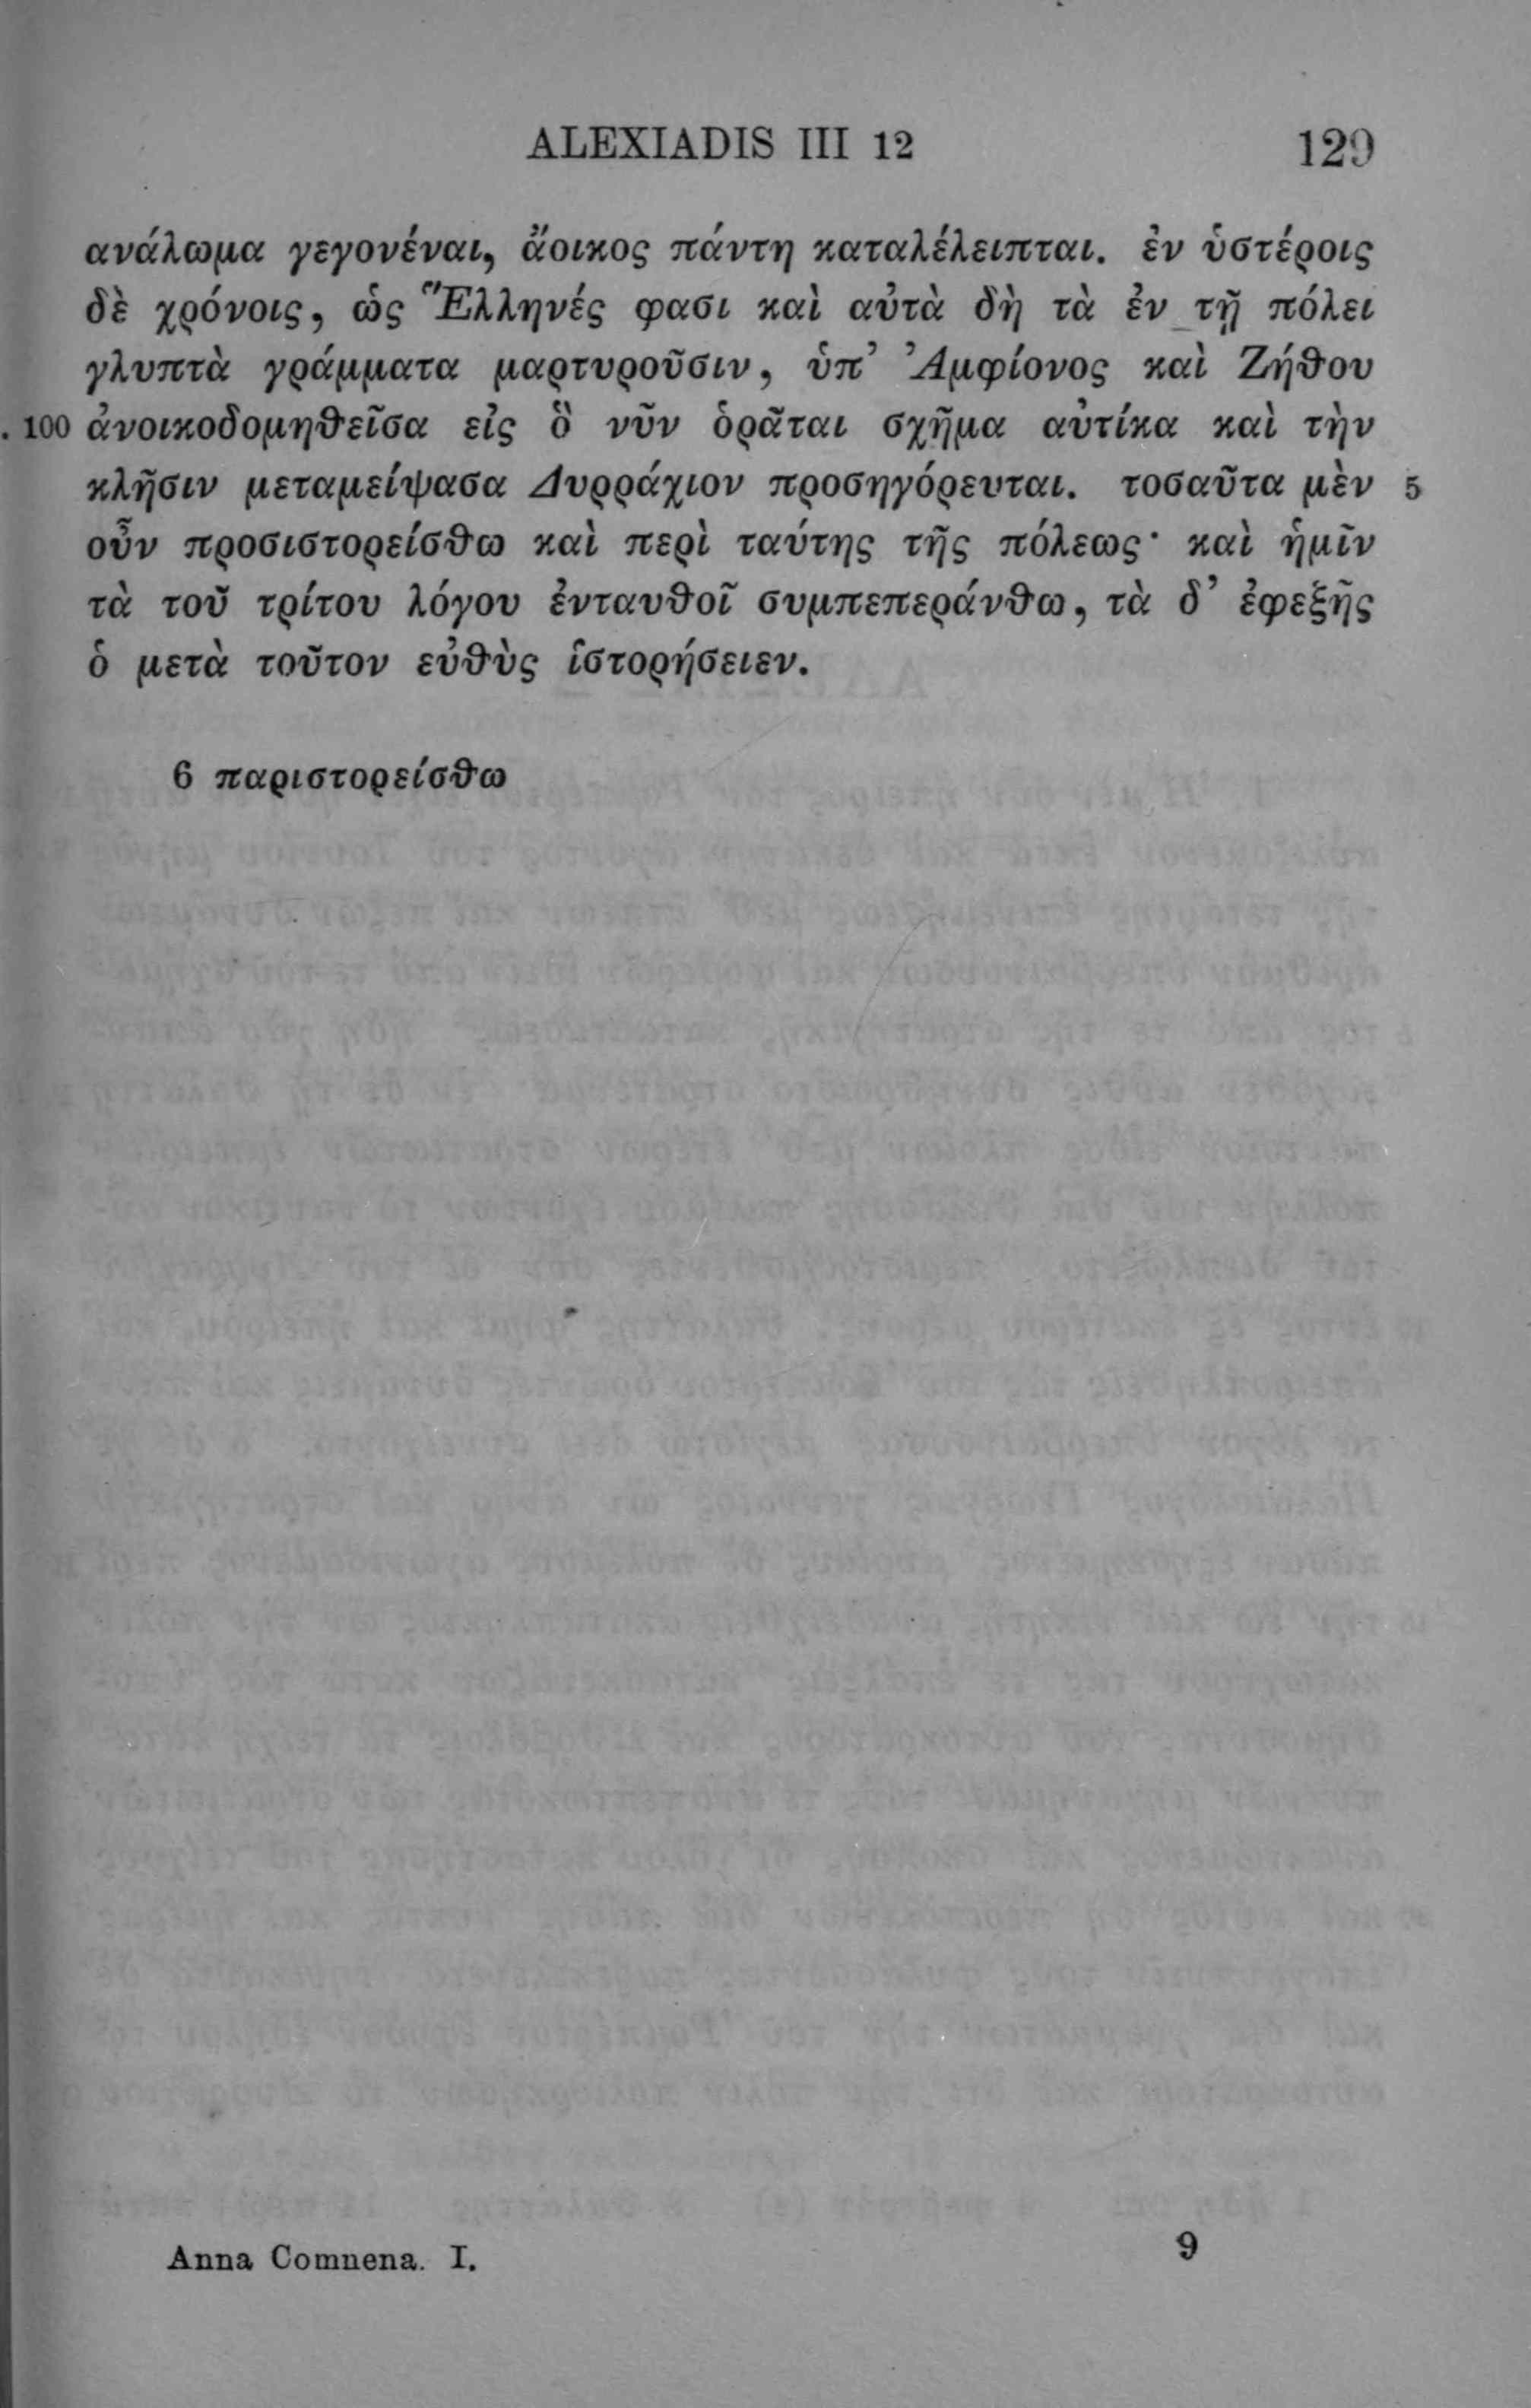 ALEXIADIS III 12 129
ανάλωμα γεγονέναι, ἄοικος πάντη καταλέλειπται. ἐν ὑστέροις
δὲ χρόνοις, ὡς Ἕλληνές φασι καὶ αὐτὰ δὴ τὰ ἐν τῇ πόλει
γλυπτὰ γράμματα μαρτυροῦσιν, ὑπ’ Ἀμφίονος καὶ Ζήθου
. 100 ἀνοικοδομηθεῖσα εἰς ὃ νῦν ὁρᾶται σχῆμα αὐτίκα καὶ τὴν
κλῆσιν μεταμείψασα Δυρράχιον προσηγόρευται. τοσαῦτα μὲν 5
οὖν προσιστορείσθω καὶ περὶ ταύτης τῆς πόλεως· καὶ ἡμῖν
τὰ τοῦ τρίτου λόγου ἐνταυθοῖ συμπεπεράνθω, τὰ δ’ ἐφεξῆς
ὁ μετὰ τοῦτον εὐθὺς ἱστορήσειεν.
6 παριστορείσθω
Anna Comnena. I. 9